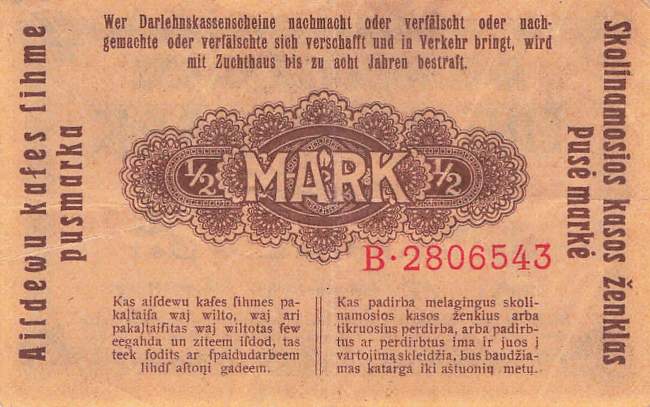 Wer Darlehnskassenscheine nachmacht oder verfälscht oder nach-
gemachte oder verfälschte sich verschafft und in Verkehr bringt, wird
mit Zuchthaus bis zu acht Jahren bestraft.
Aiſdewu kaſes ſihme
pusmarka
Skolinamosios kasos ženklas
Pusė markė
1/2
MARK
1/2
B·2806543
Kas aiſdewu kaſes ſihmes pa-
kaļtaiſa waj wilto, waj ari
pakaļtaiſitas waj wiltotas ſew
eegahda un ziteem iſdod, tas
teek ſodits ar ſpaidudarbeem
lihdſ aſtoņi gadeem.
Kas padirba melagingus skoli-
namosios kasos ženklus arba
tikruosius perdirba, arba padirb-
tus ar perdirbtus ima ir juos į
vartojimą skleidžia, bus baudžia-
mas katarga iki aštuonių metų.